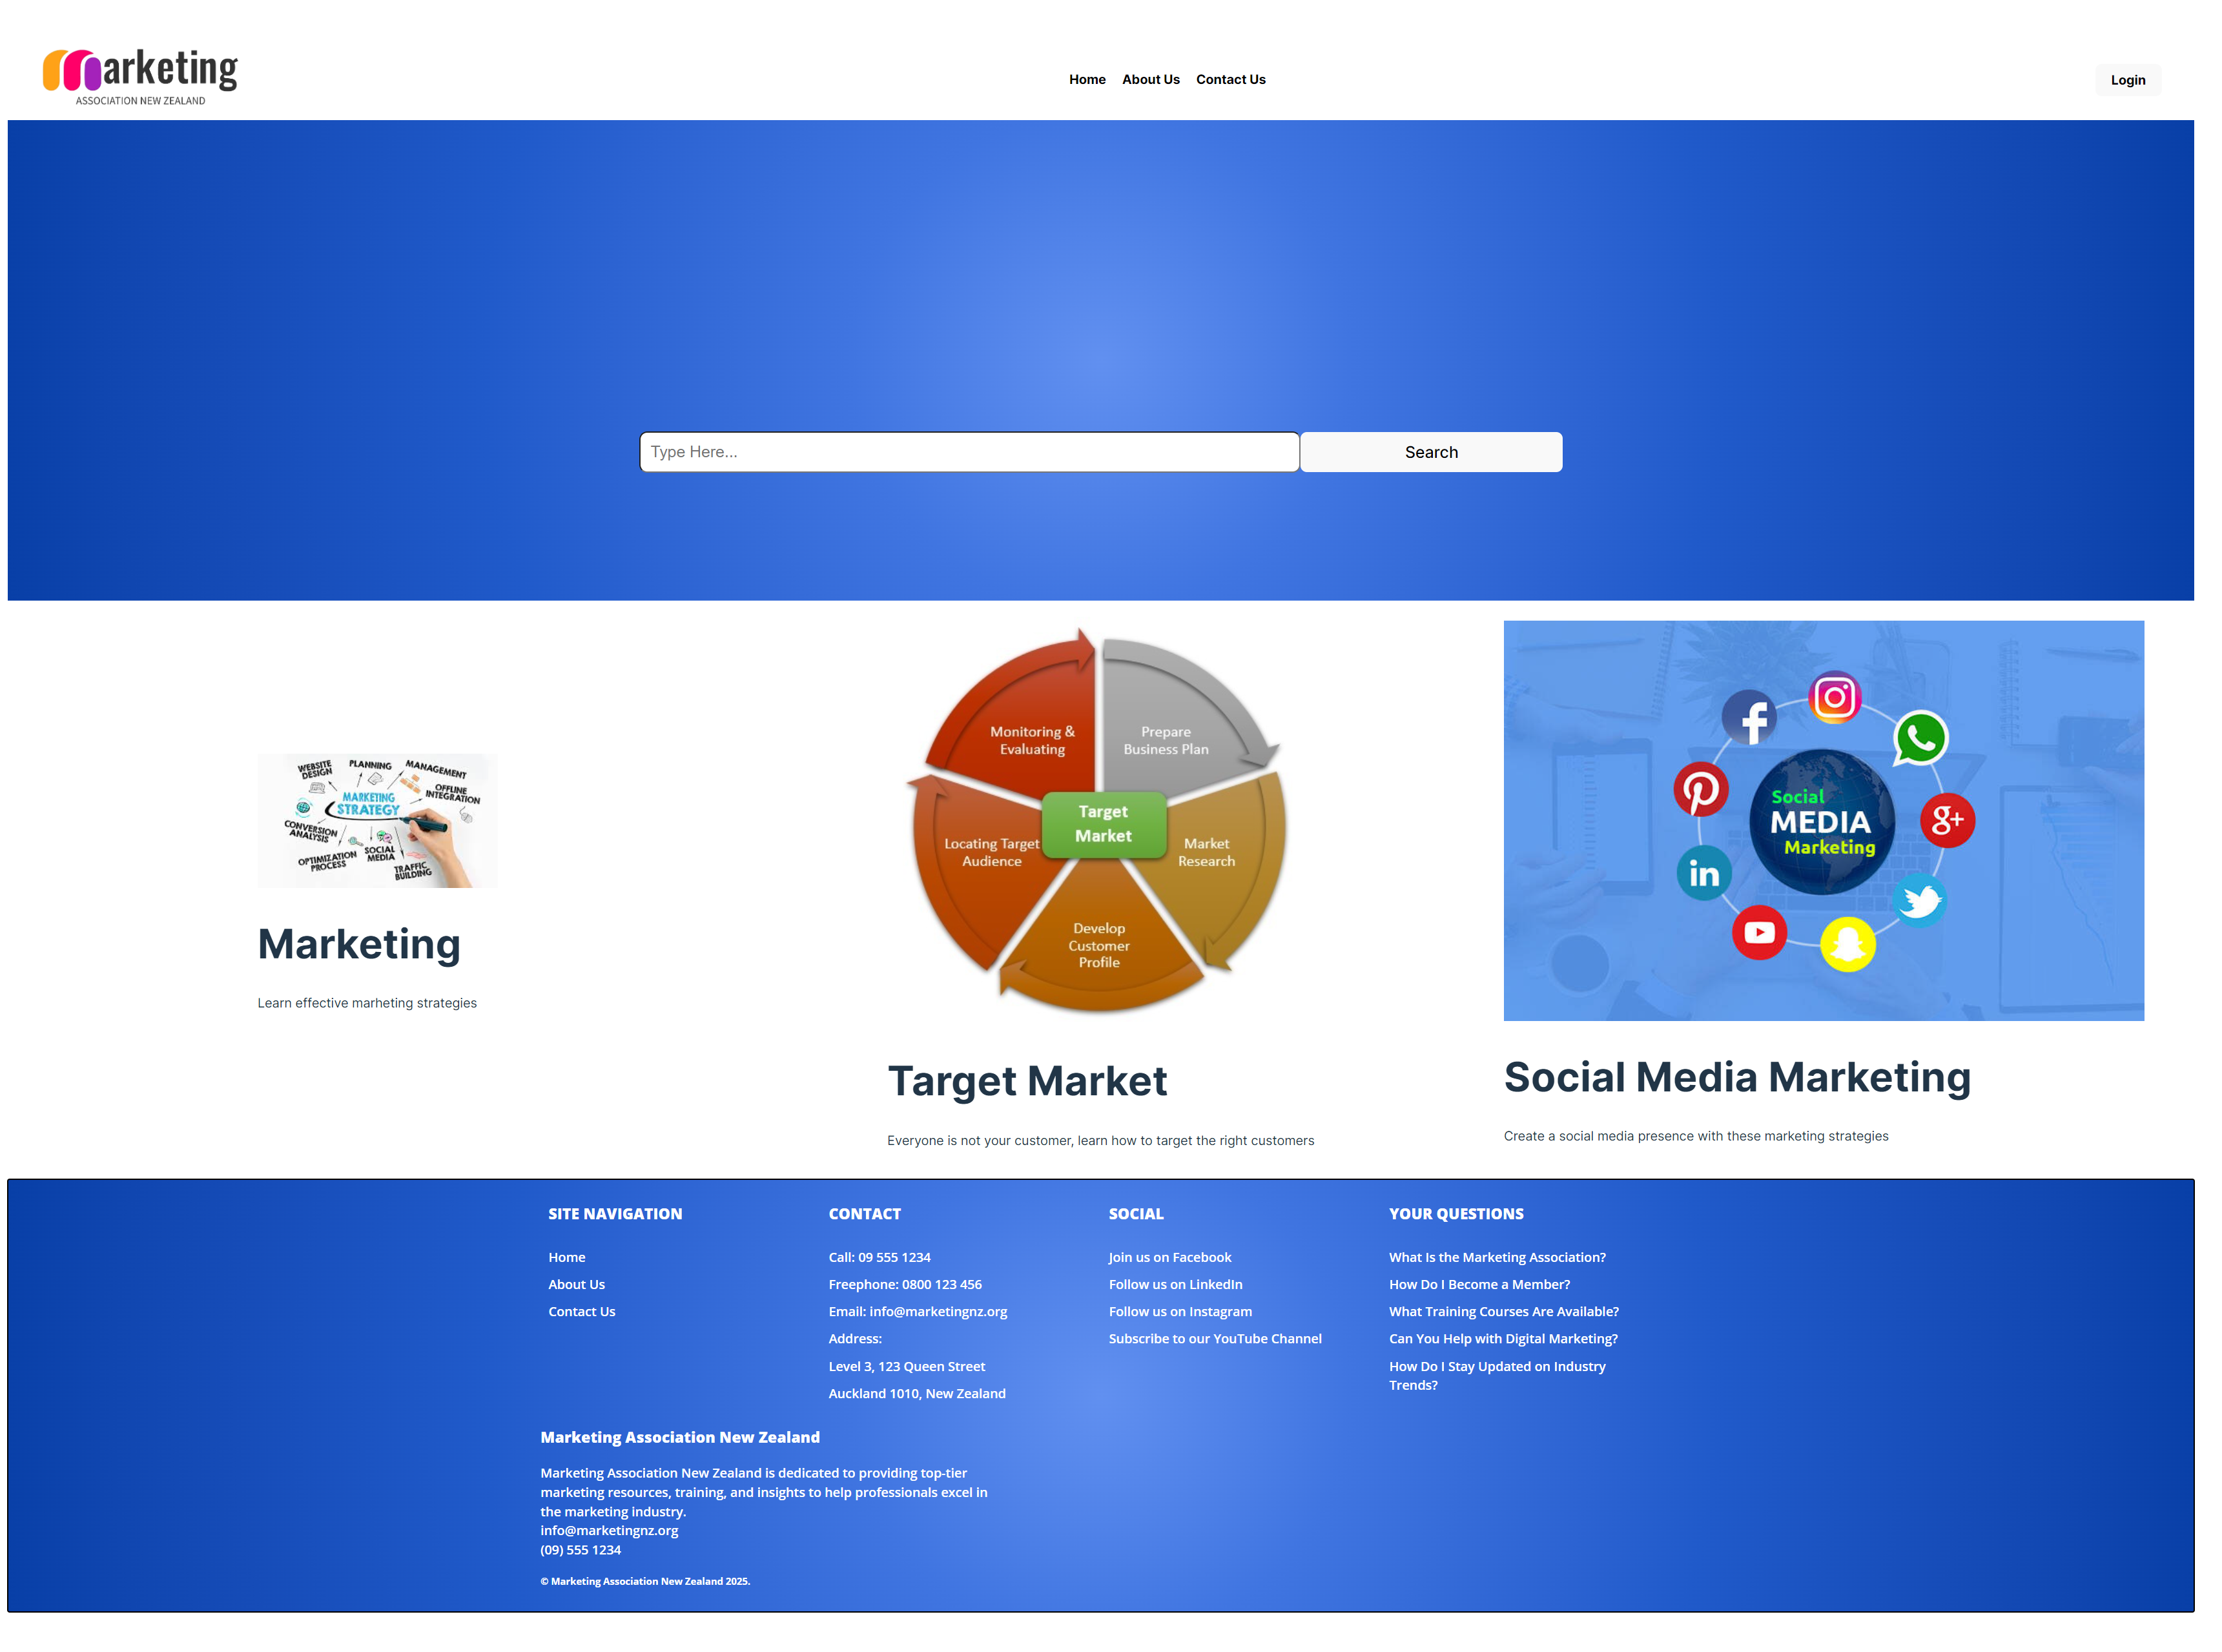 marketing
ASSOCIATION NEW ZEALAND
Home About Us Contact Us
Login
Type Here...
Search
WEBSITE DESIGN
PLANNING
MANAGEMENT
OFFLINE INTEGRATION
MARKETING STRATEGY
CONVERSION ANALYSIS
OPTIMIZATION PROCESS
SOCIAL MEDIA
TRAFFIC BUILDING
Marketing
Learn effective marheting strategies
Monitoring &
Evaluating
Prepare
Business Plan
Target
Market
Locating Target
Audience
Market
Research
Develop
Customer
Profile
Target Market
Everyone is not your customer, learn how to target the right customers
Social
MEDIA
Marketing
g+
in
Social Media Marketing
Create a social media presence with these marketing strategies
SITE NAVIGATION
Home
About Us
Contact Us
CONTACT
Call: 09 555 1234
Freephone: 0800 123 456
Email: info@marketingnz.org
Address:
Level 3, 123 Queen Street
Auckland 1010, New Zealand
SOCIAL
Join us on Facebook
Follow us on LinkedIn
Follow us on Instagram
Subscribe to our YouTube Channel
YOUR QUESTIONS
What Is the Marketing Association?
How Do I Become a Member?
What Training Courses Are Available?
Can You Help with Digital Marketing?
How Do I Stay Updated on Industry
Trends?
Marketing Association New Zealand
Marketing Association New Zealand is dedicated to providing top-tier
marketing resources, training, and insights to help professionals excel in
the marketing industry.
info@marketingnz.org
(09) 555 1234
© Marketing Association New Zealand 2025.